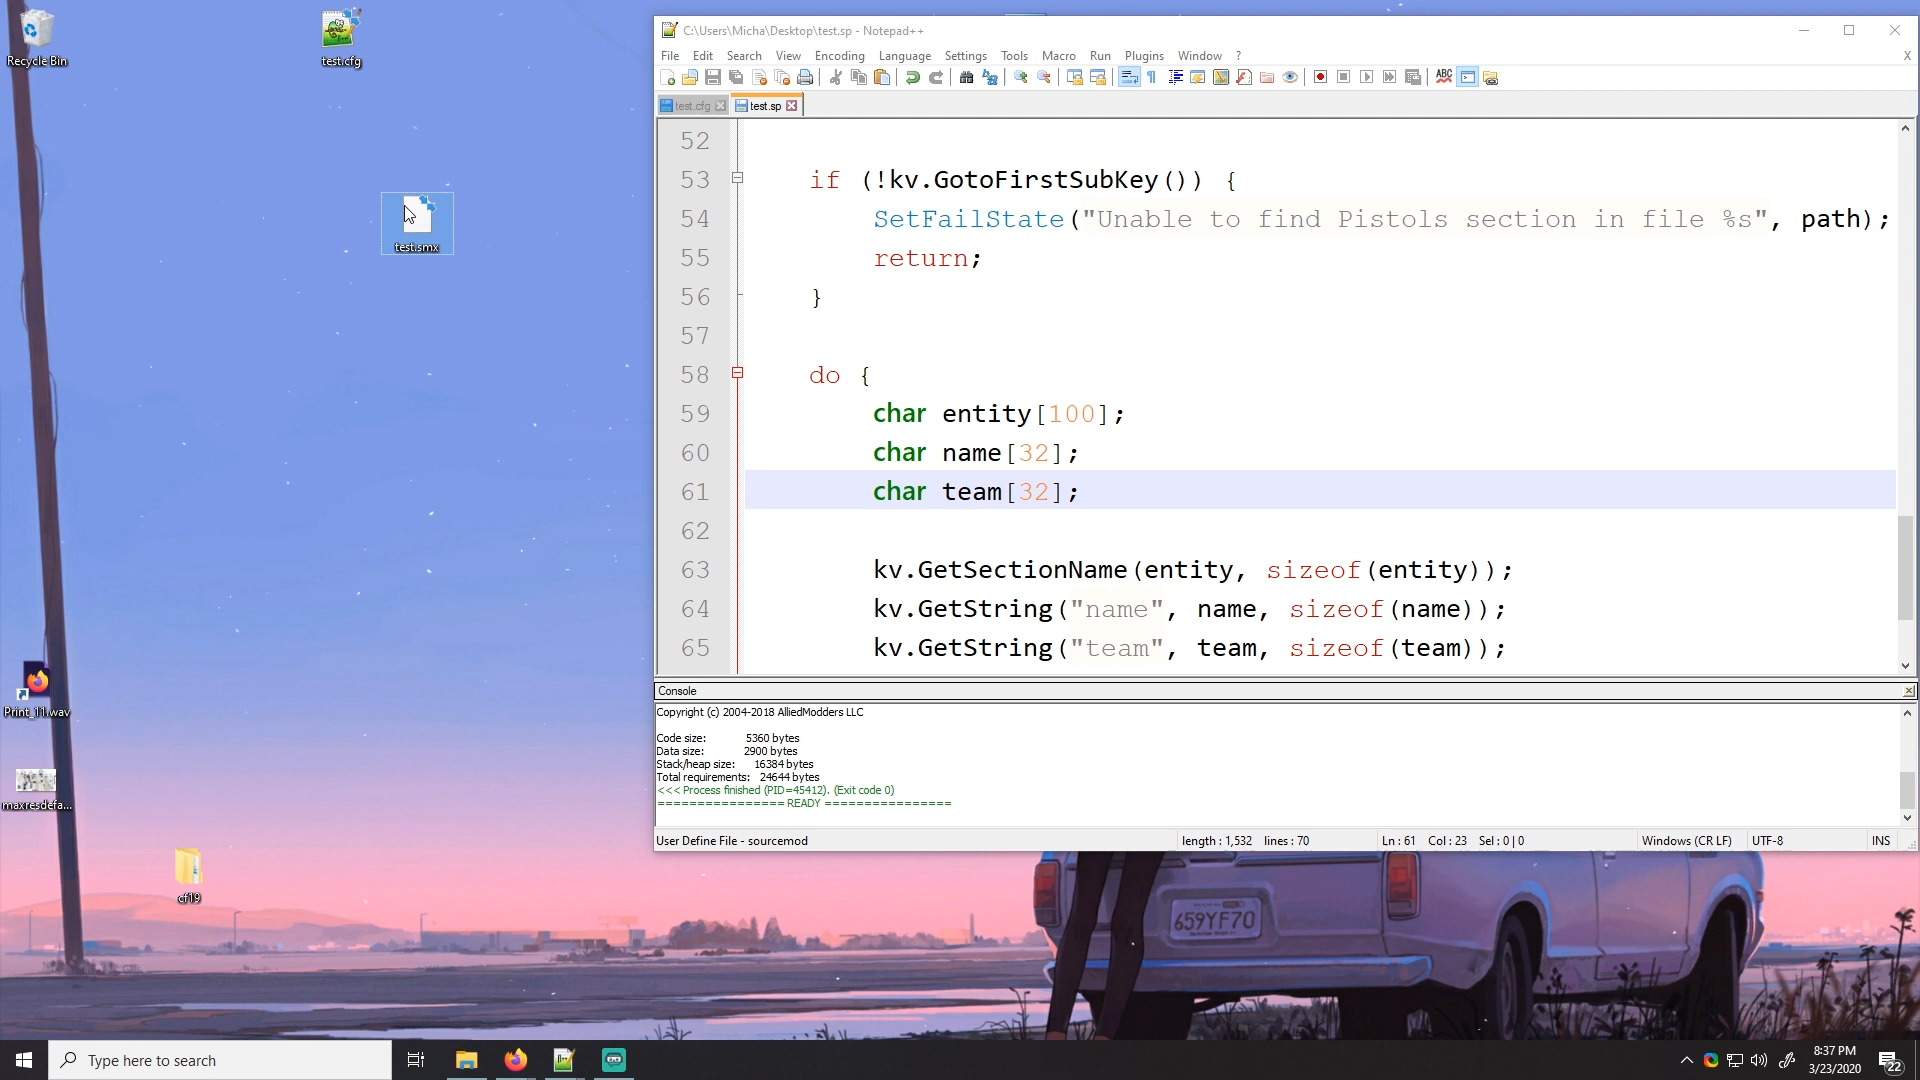 Recycle Bin
test.cfg
test.smx
Print_11.wav
maxresdefa...
cf19
C:\Users\Micha\Desktop\test.sp - Notepad++
File Edit Search View Encoding Language Settings Tools Macro Run Plugins Window ? X
test.cfg test.sp
52
53 if (!kv.GotoFirstSubKey()) {
54 SetFailState("Unable to find Pistols section in file %s", path);
55 return;
56 }
57
58 do {
59 char entity[100];
60 char name[32];
61 char team[32];
62
63 kv.GetSectionName(entity, sizeof(entity));
64 kv.GetString("name", name, sizeof(name));
65 kv.GetString("team", team, sizeof(team));
Console
Copyright (c) 2004-2018 AlliedModders LLC
Code size: 5360 bytes
Data size: 2900 bytes
Stack/heap size: 16384 bytes
Total requirements: 24644 bytes
<<< Process finished (PID=45412). (Exit code 0)
================ READY ================
User Define File - sourcemod length : 1,532 lines : 70 Ln : 61 Col : 23 Sel : 0 | 0 Windows (CR LF) UTF-8 INS
659YF70
Type here to search
8:37 PM
3/23/2020
22